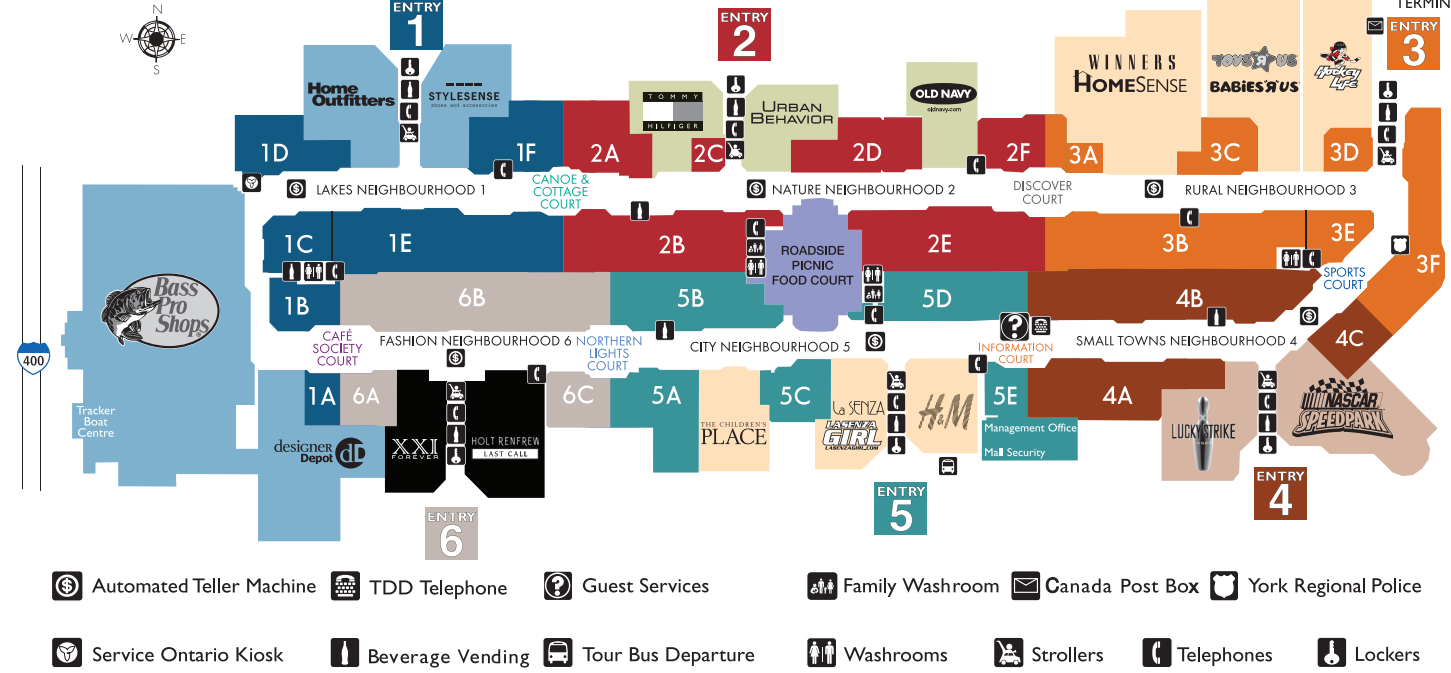 TERMIN
N
W
E
S
ENTRY
1
ENTRY
2
ENTRY
3
Home
Outfitters
STYLESENSE
shoes and accessories
TOMMY
HILFIGER
URBAN
BEHAVIOR
OLD NAVY
oldnavy.com
WINNERS
HOMESENSE
TOYS R US
BABIES R US
Hockey
Life
1D
1F
2A
2C
2D
2F
3A
3C
3D
LAKES NEIGHBOURHOOD 1
CANOE &
COTTAGE
COURT
NATURE NEIGHBOURHOOD 2
DISCOVER
COURT
RURAL NEIGHBOURHOOD 3
1C
1E
2B
ROADSIDE
PICNIC
FOOD COURT
2E
3B
3E
3F
SPORTS
COURT
Bass
Pro
Shops
1B
6B
5B
5D
4B
400
CAFÉ
SOCIETY
COURT
FASHION NEIGHBOURHOOD 6
NORTHERN
LIGHTS
COURT
CITY NEIGHBOURHOOD 5
INFORMATION
COURT
SMALL TOWNS NEIGHBOURHOOD 4
4C
1A
6A
6C
5A
5C
5E
4A
Tracker
Boat
Centre
designer
Depot
dD
XXI
FOREVER
HOLT RENFREW
LAST CALL
THE CHILDREN'S
PLACE
La SENZA
LASENZA
GIRL
LASENZAGIRL.COM
H&M
Management Office
Mall Security
LUCKY STRIKE
NASCAR
SPEEDPARK
ENTRY
6
ENTRY
5
ENTRY
4
Automated Teller Machine
TDD Telephone
Guest Services
Family Washroom
Canada Post Box
York Regional Police
Service Ontario Kiosk
Beverage Vending
Tour Bus Departure
Washrooms
Strollers
Telephones
Lockers